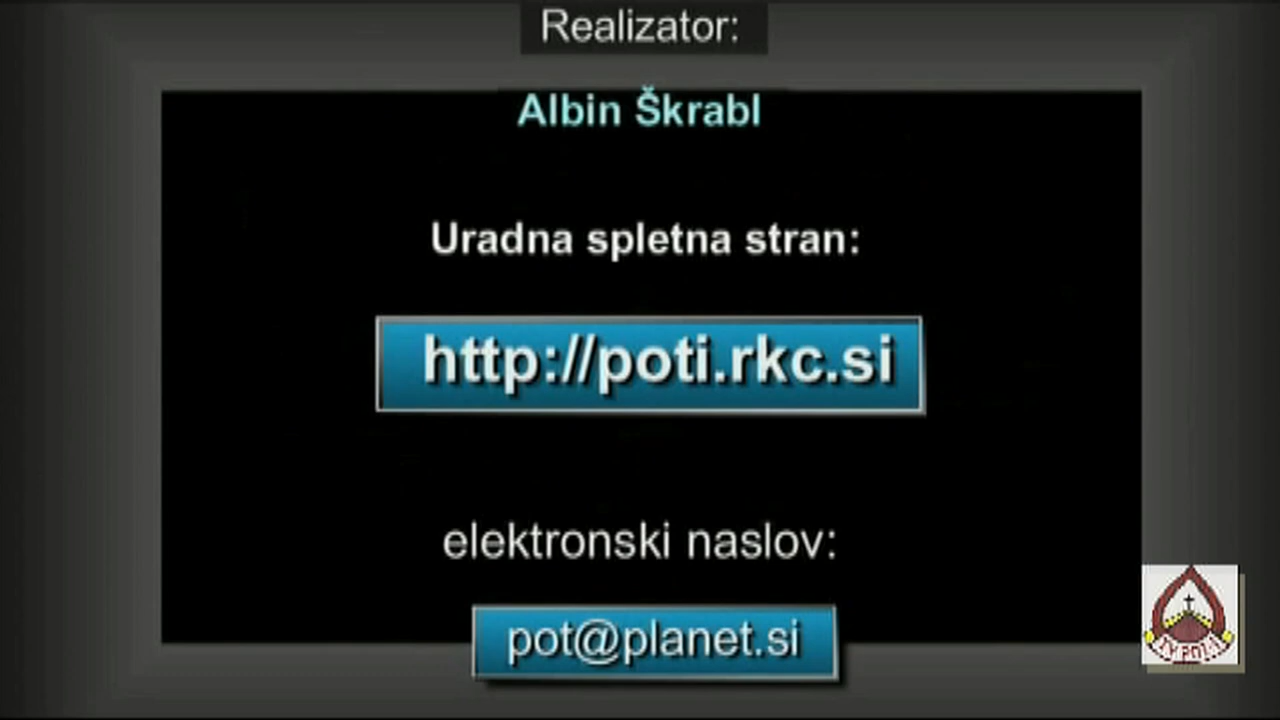 Realizator:
Albin Škrabl
Uradna spletna stran:
http://poti.rkc.si
elektronski naslov:
pot@planet.si